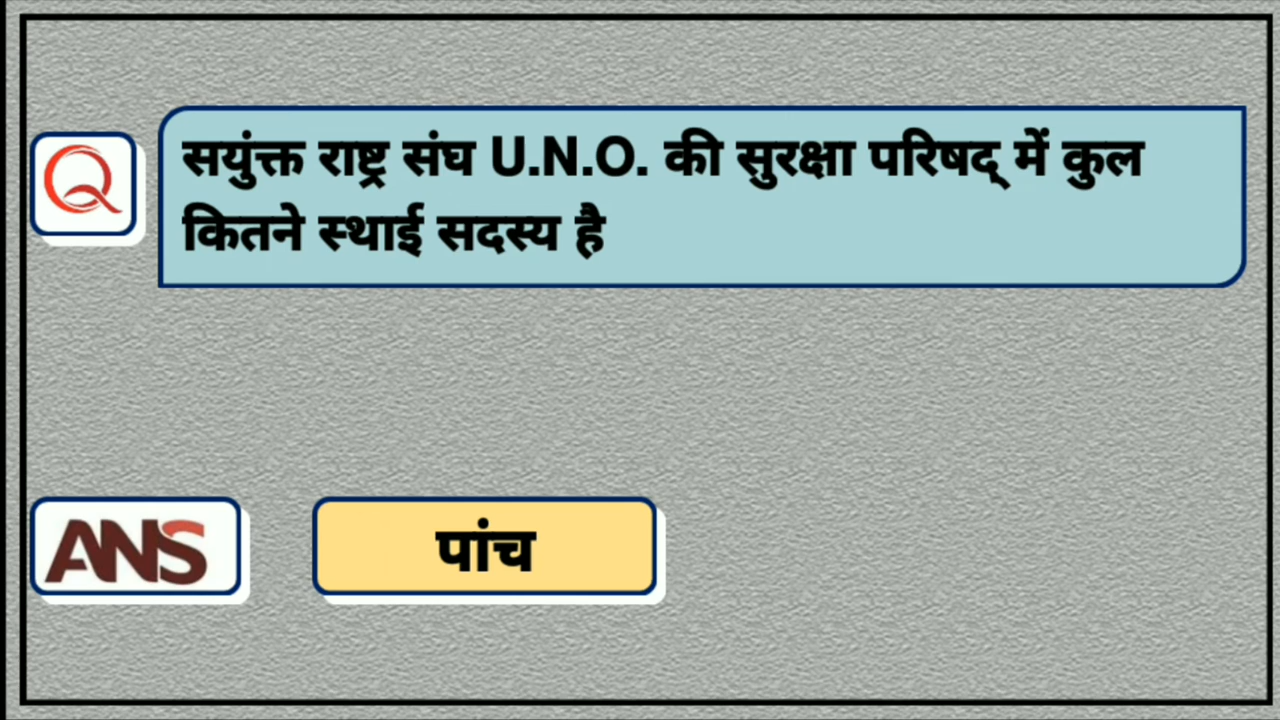 Q
सयुंक्त राष्ट्र संघ U.N.O. की सुरक्षा परिषद् में कुल
कितने स्थाई सदस्य है
ANS
पांच